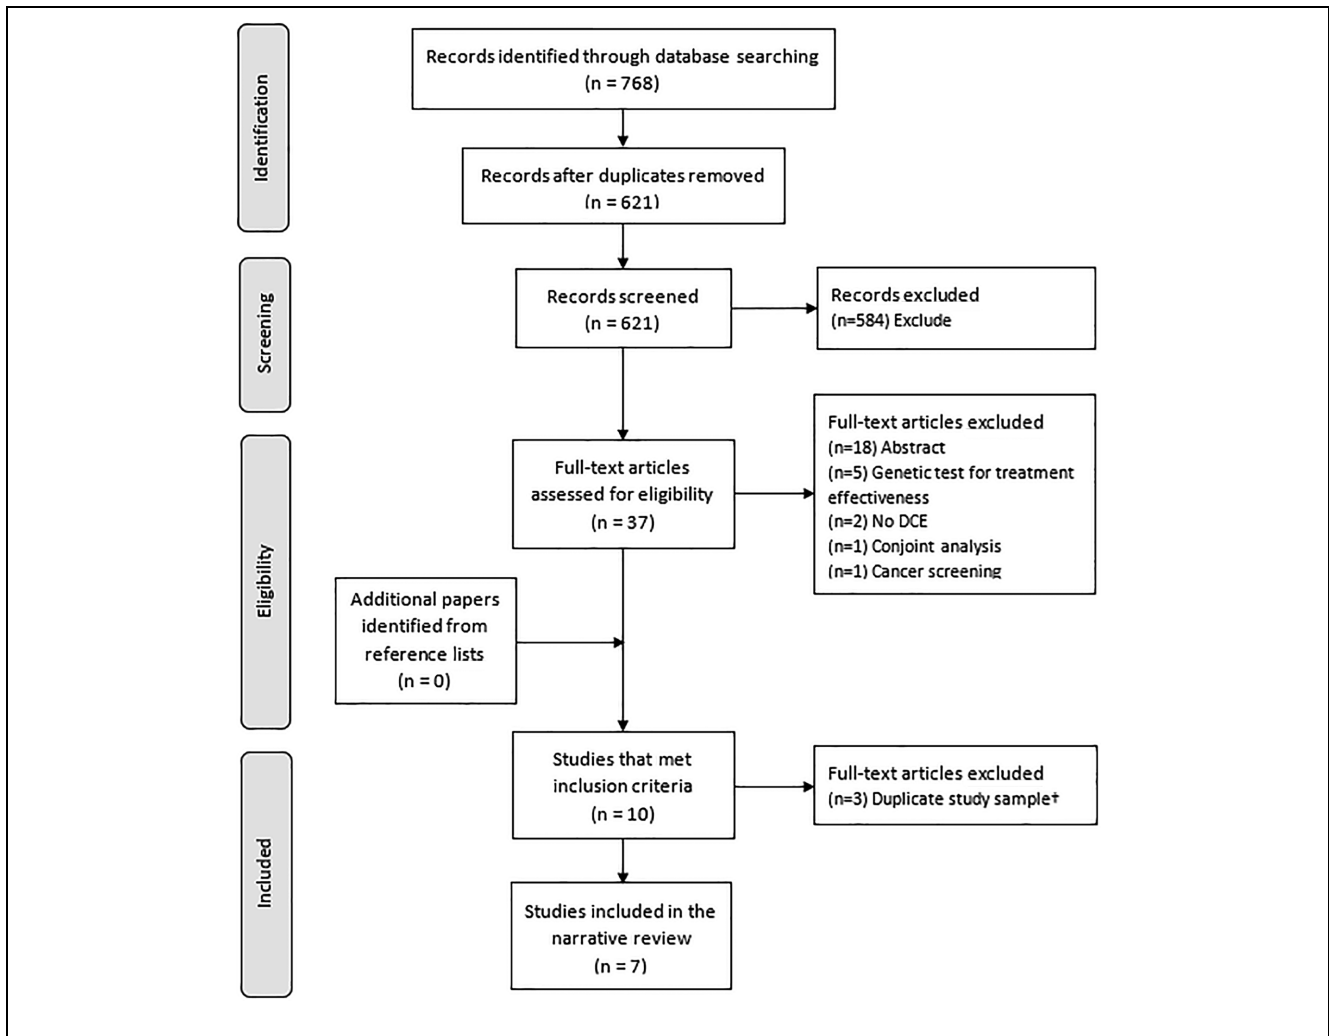 Identification
Records identified through database searching
(n = 768)
Records after duplicates removed
(n = 621)
Screening
Records screened
(n = 621)
Records excluded
(n=584) Exclude
Eligibility
Full-text articles
assessed for eligibility
(n = 37)
Full-text articles excluded
(n=18) Abstract
(n=5) Genetic test for treatment
effectiveness
(n=2) No DCE
(n=1) Conjoint analysis
(n=1) Cancer screening
Additional papers
identified from
reference lists
(n = 0)
Included
Studies that met
inclusion criteria
(n = 10)
Full-text articles excluded
(n=3) Duplicate study sample†
Studies included in the
narrative review
(n = 7)